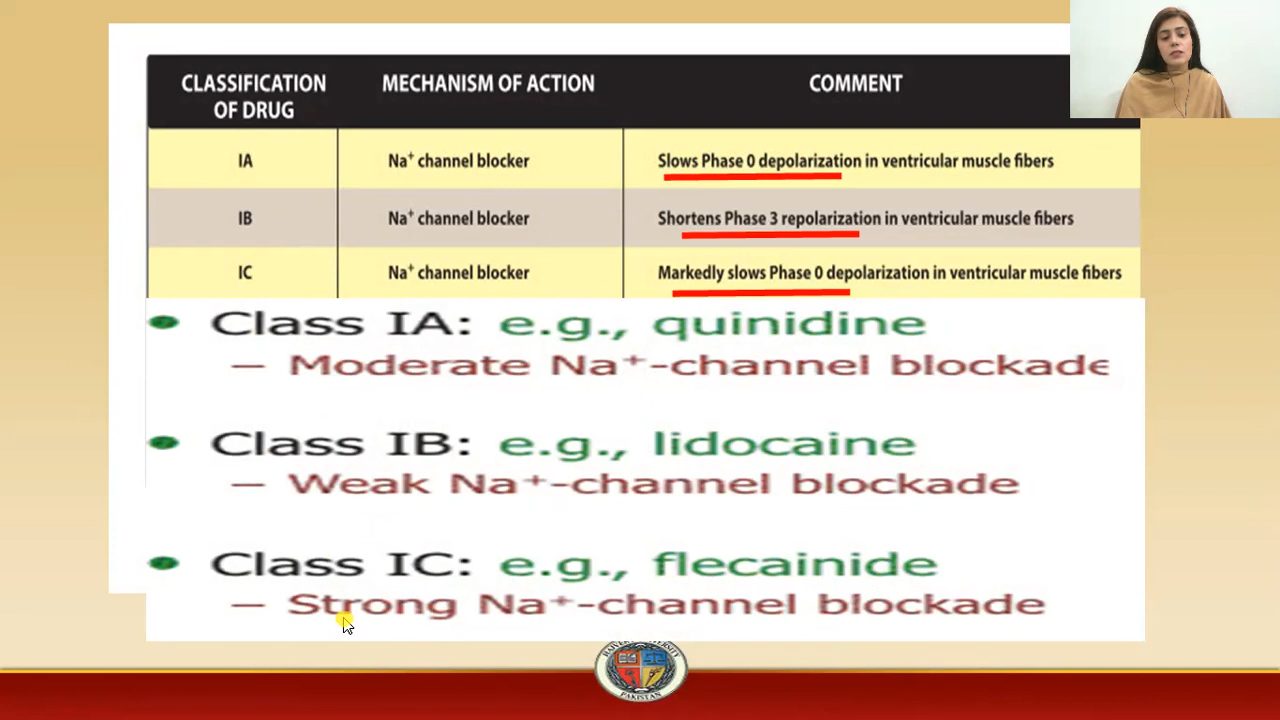 CLASSIFICATION OF DRUG MECHANISM OF ACTION COMMENT
IA Na⁺ channel blocker Slows Phase 0 depolarization in ventricular muscle fibers
IB Na⁺ channel blocker Shortens Phase 3 repolarization in ventricular muscle fibers
IC Na⁺ channel blocker Markedly slows Phase 0 depolarization in ventricular muscle fibers
• Class IA: e.g., quinidine
– Moderate Na⁺-channel blockade
• Class IB: e.g., lidocaine
– Weak Na⁺-channel blockade
• Class IC: e.g., flecainide
– Strong Na⁺-channel blockade
PAKISTAN